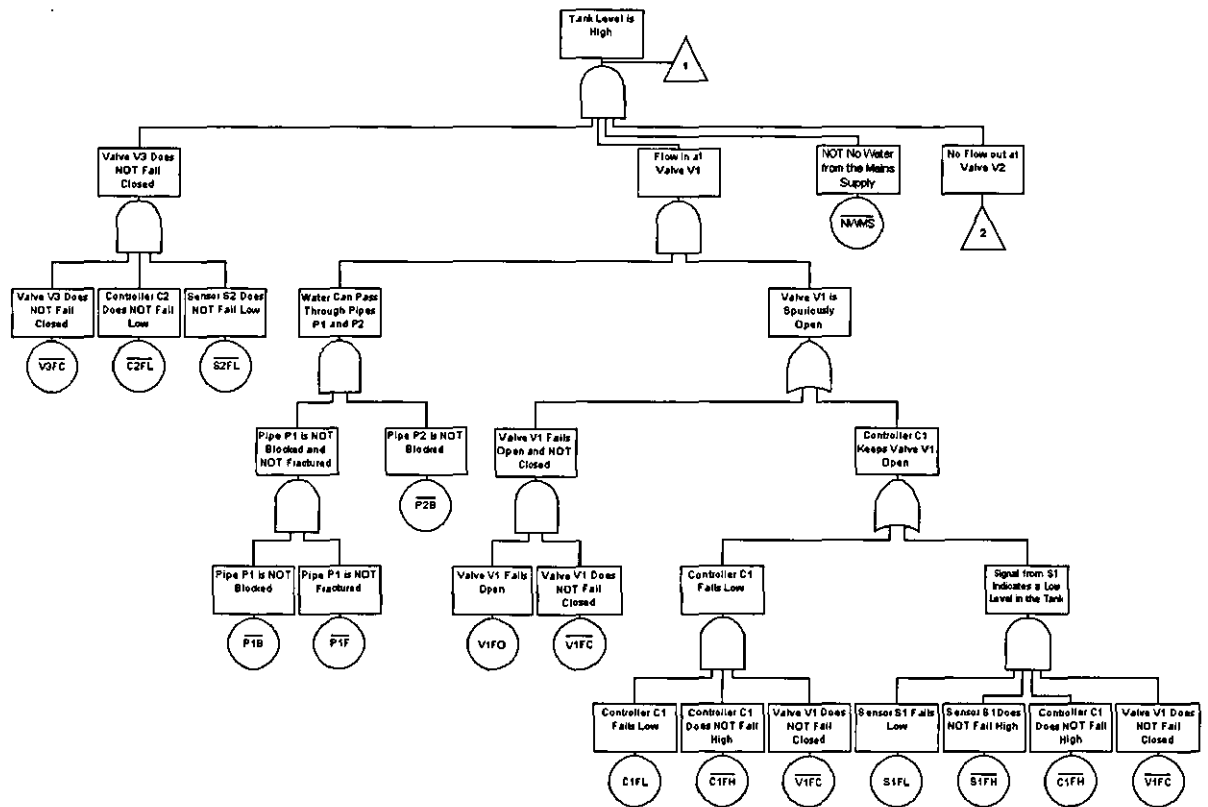 Tank Level is
High
1
Valve V3 Does
NOT Fail
Closed
Flow in at
Valve V1
NOT No Water
from the Mains
Supply
No Flow out at
Valve V2
NWMS
2
Valve V3 Does
NOT Fail
Closed
Controller C2
Does NOT Fail
Low
Sensor S2 Does
NOT Fail Low
Water Can Pass
Through Pipes
P1 and P2
Valve V1 is
Spuriously
Open
V3FC
C2FL
S2FL
Pipe P1 is NOT
Blocked and
NOT Fractured
Pipe P2 is NOT
Blocked
Valve V1 Fails
Open and NOT
Closed
Controller C1
Keeps Valve V1
Open
P2B
Pipe P1 is NOT
Blocked
Pipe P1 is NOT
Fractured
Valve V1 Fails
Open
Valve V1 Does
NOT Fail
Closed
Controller C1
Fails Low
Signal from S1
Indicates a Low
Level in the Tank
P1B
P1F
V1FO
V1FC
Controller C1
Fails Low
Controller C1
Does NOT Fail
High
Valve V1 Does
NOT Fail
Closed
Sensor S1 Fails
Low
Sensor S1 Does
NOT Fail High
Controller C1
Does NOT Fail
High
Valve V1 Does
NOT Fail
Closed
C1FL
C1FH
V1FC
S1FL
S1FH
C1FH
V1FC